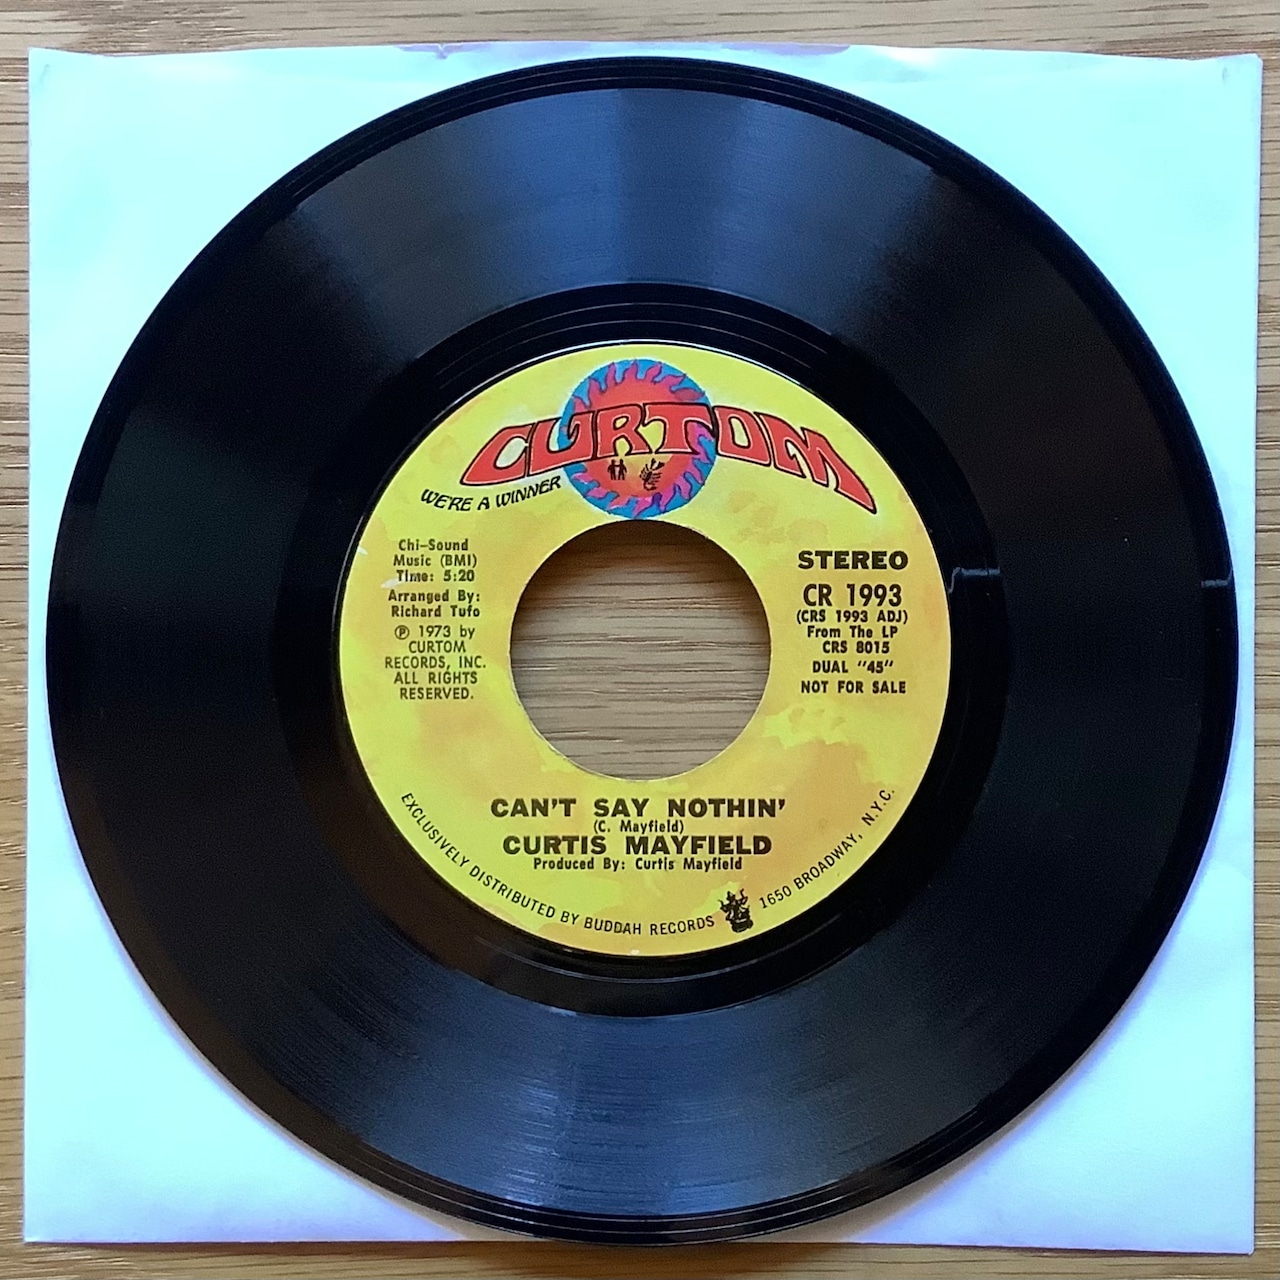 CURTOM
WE'RE A WINNER
Chi-Sound
Music (BMI)
Time: 5:20
Arranged By:
Richard Tufo
℗ 1973 by
CURTOM
RECORDS, INC.
ALL RIGHTS
RESERVED.
STEREO
CR 1993
(CRS 1993 ADJ)
From The LP
CRS 8015
DUAL "45"
NOT FOR SALE
CAN'T SAY NOTHIN'
(C. Mayfield)
CURTIS MAYFIELD
Produced By: Curtis Mayfield
EXCLUSIVELY DISTRIBUTED BY BUDDAH RECORDS 1650 BROADWAY, N.Y.C.